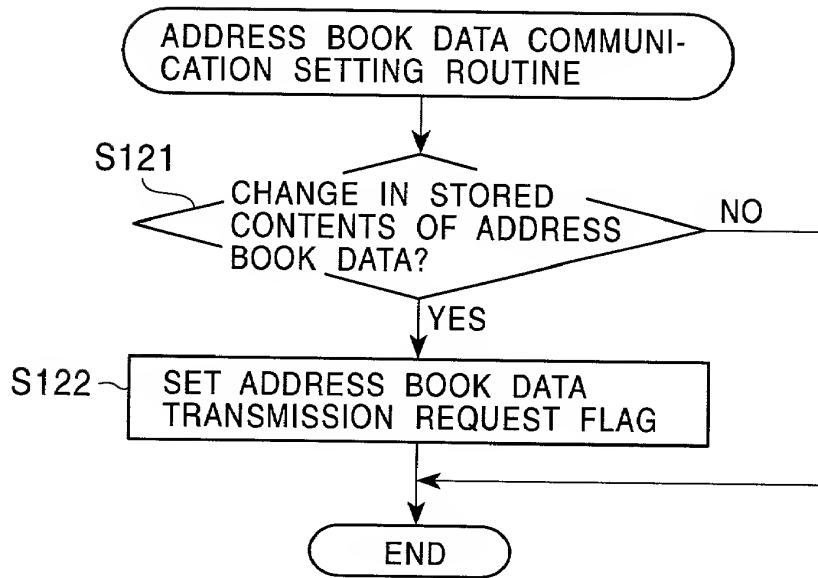 ADDRESS BOOK DATA COMMUNI-
CATION SETTING ROUTINE
S121
CHANGE IN STORED
CONTENTS OF ADDRESS
BOOK DATA?
NO
YES
S122
SET ADDRESS BOOK DATA
TRANSMISSION REQUEST FLAG
END